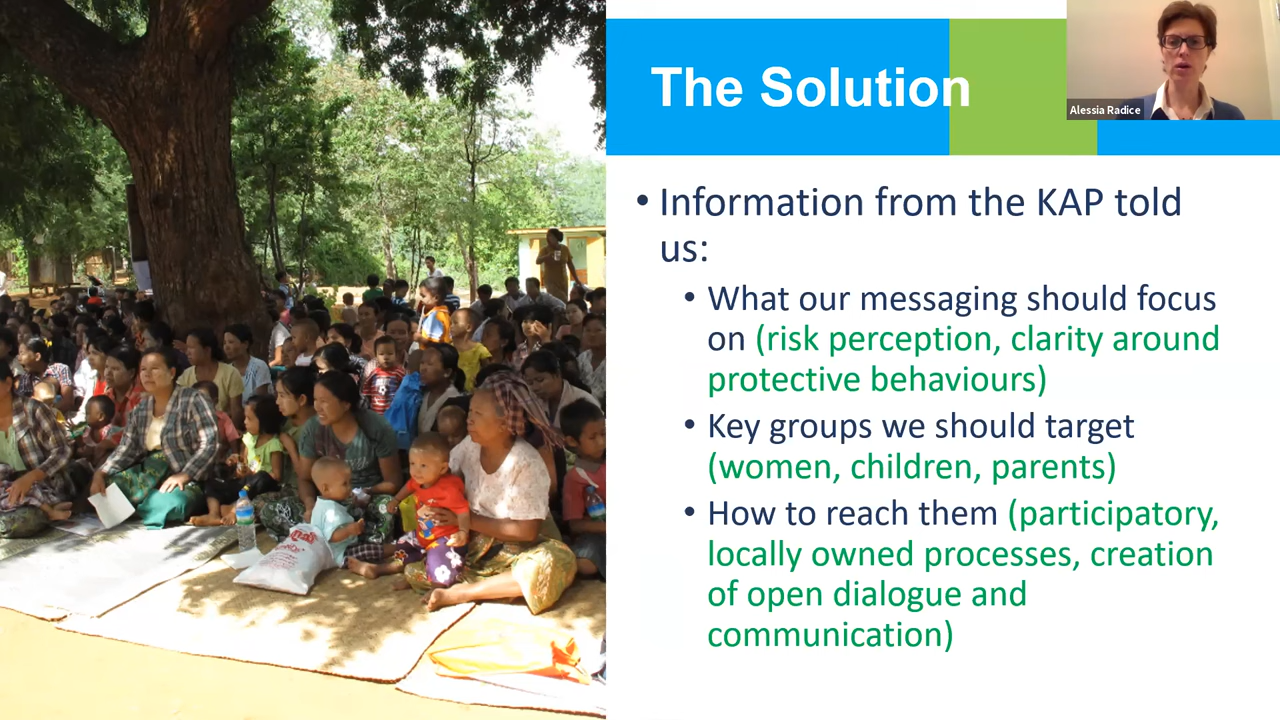 The Solution
Alessia Radice
• Information from the KAP told
us:
• What our messaging should focus
on (risk perception, clarity around
protective behaviours)
• Key groups we should target
(women, children, parents)
• How to reach them (participatory,
locally owned processes, creation
of open dialogue and
communication)